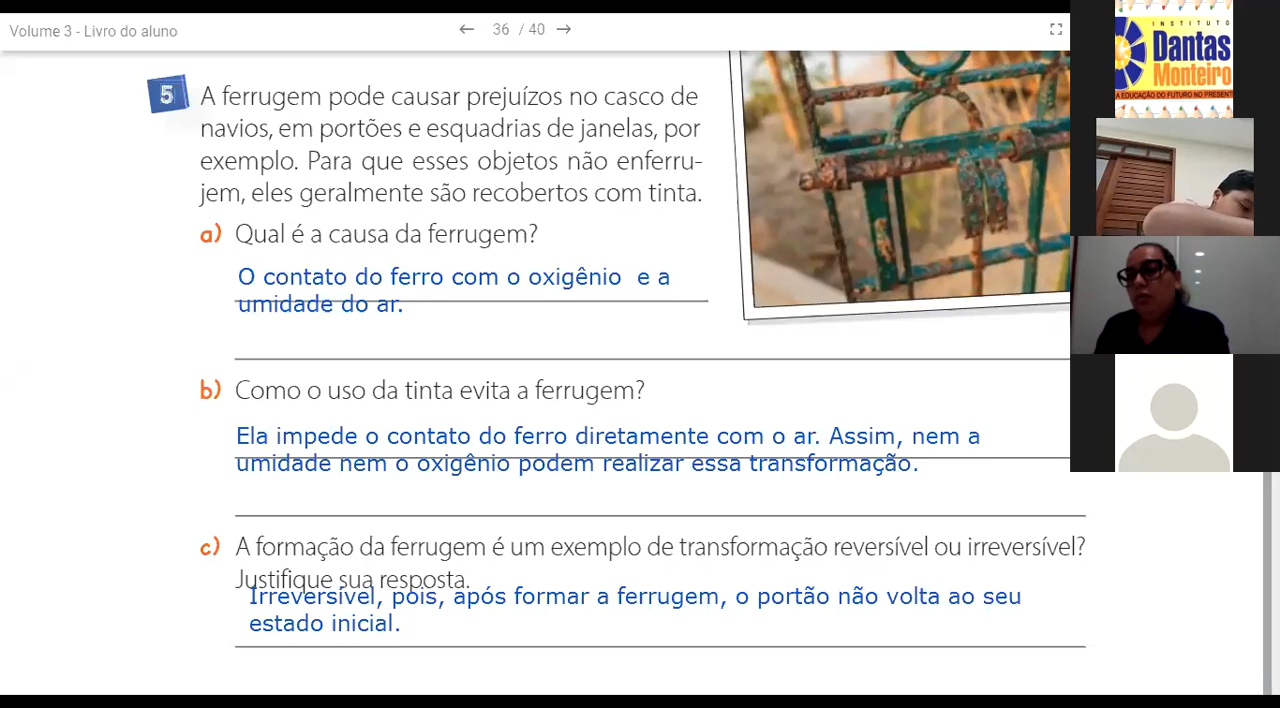 Volume 3 - Livro do aluno
← 36 / 40 →
INSTITUTO
Dantas
Monteiro
A EDUCAÇÃO DO FUTURO NO PRESENT
5
A ferrugem pode causar prejuízos no casco de
navios, em portões e esquadrias de janelas, por
exemplo. Para que esses objetos não enferru-
jem, eles geralmente são recobertos com tinta.
a) Qual é a causa da ferrugem?
O contato do ferro com o oxigênio e a
umidade do ar.
b) Como o uso da tinta evita a ferrugem?
Ela impede o contato do ferro diretamente com o ar. Assim, nem a
umidade nem o oxigênio podem realizar essa transformação.
c) A formação da ferrugem é um exemplo de transformação reversível ou irreversível?
Justifique sua resposta.
Irreversível, pois, após formar a ferrugem, o portão não volta ao seu
estado inicial.